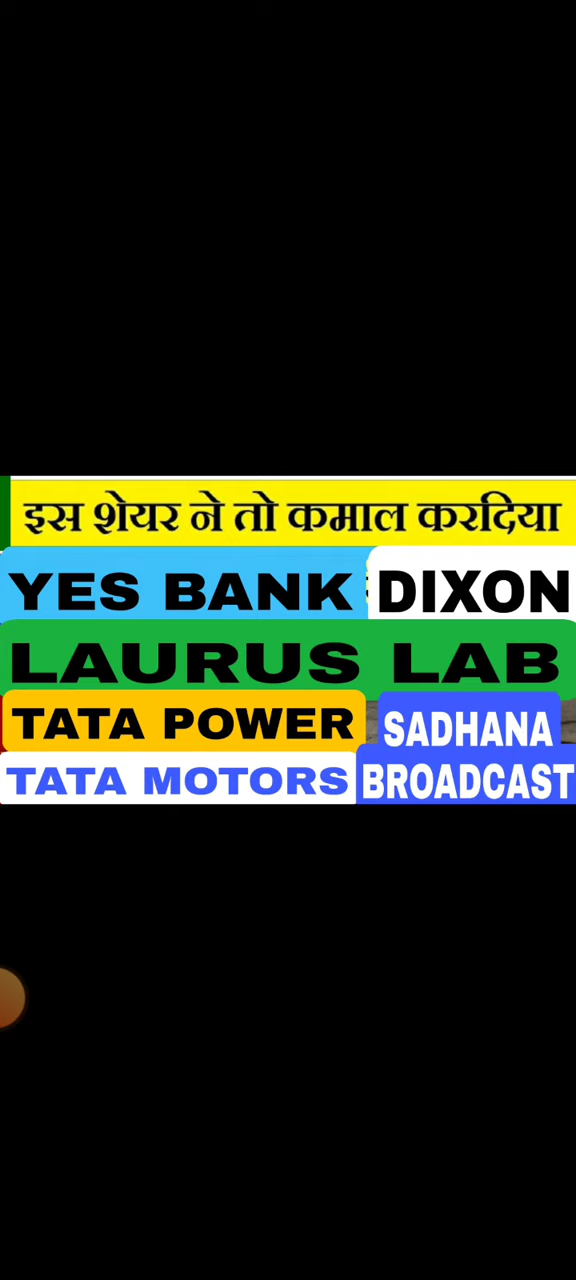 इस शेयर ने तो कमाल करदिया
YES BANK DIXON
LAURUS LAB
TATA POWER SADHANA
TATA MOTORS BROADCAST